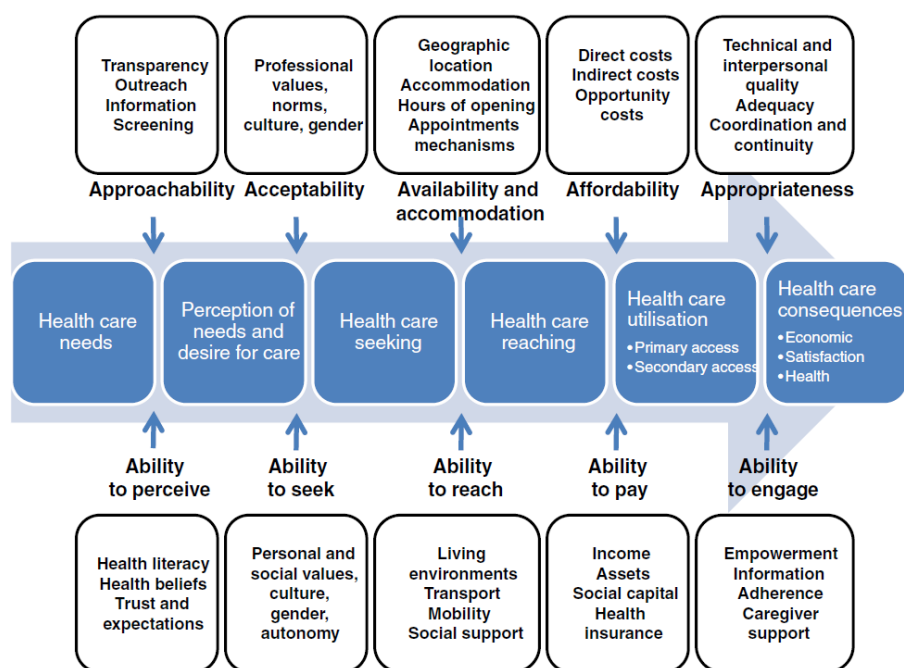 Transparency
Outreach
Information
Screening
Professional
values,
norms,
culture, gender
Geographic
location
Accommodation
Hours of opening
Appointments
mechanisms
Direct costs
Indirect costs
Opportunity
costs
Technical and
interpersonal
quality
Adequacy
Coordination and
continuity
Approachability
Acceptability
Availability and
accommodation
Affordability
Appropriateness
Health care
needs
Perception of
needs and
desire for care
Health care
seeking
Health care
reaching
Health care
utilisation
•Primary access
•Secondary access
Health care
consequences
•Economic
•Satisfaction
•Health
Ability
to perceive
Ability
to seek
Ability
to reach
Ability
to pay
Ability
to engage
Health literacy
Health beliefs
Trust and
expectations
Personal and
social values,
culture,
gender,
autonomy
Living
environments
Transport
Mobility
Social support
Income
Assets
Social capital
Health
insurance
Empowerment
Information
Adherence
Caregiver
support